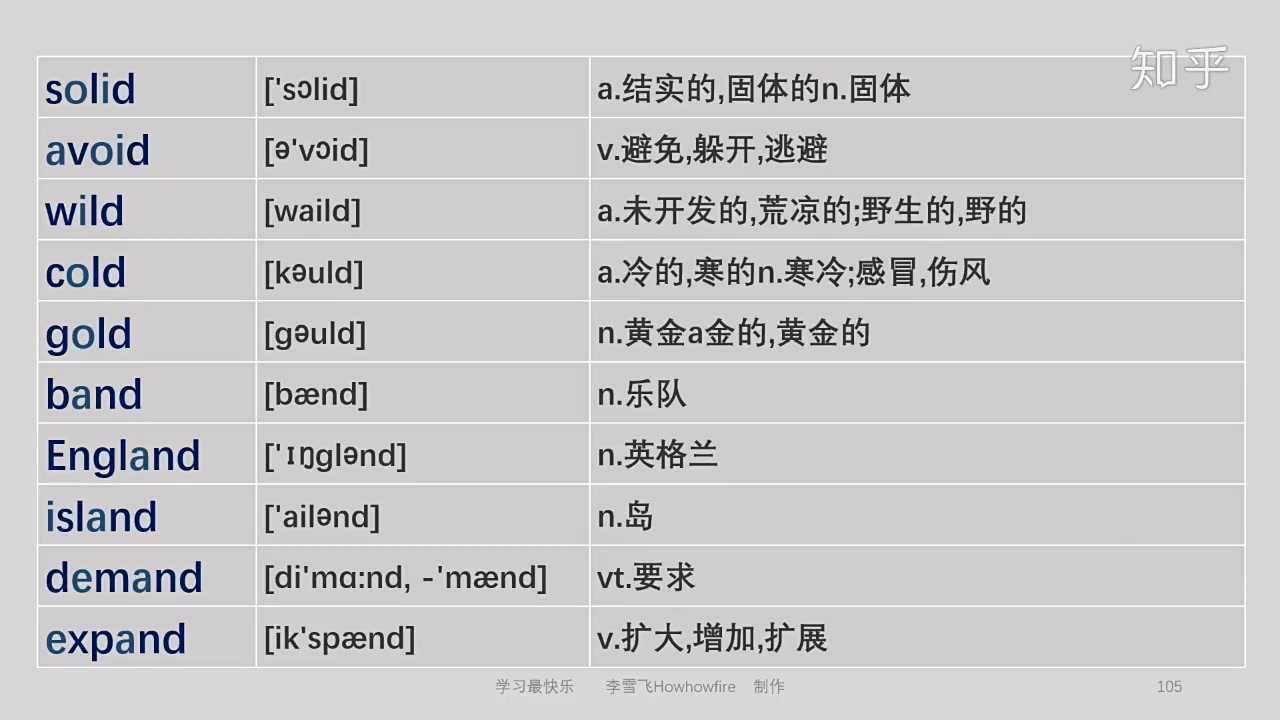 知乎
solid ['sɔlid] a.结实的,固体的n.固体
avoid [ə'vɔid] v.避免,躲开,逃避
wild [waild] a.未开发的,荒凉的;野生的,野的
cold [kəuld] a.冷的,寒的n.寒冷;感冒,伤风
gold [gəuld] n.黄金a金的,黄金的
band [bænd] n.乐队
England ['ɪŋglənd] n.英格兰
island ['ailənd] n.岛
demand [di'mɑ:nd, -'mænd] vt.要求
expand [ik'spænd] v.扩大,增加,扩展
学习最快乐 李雪飞Howhowfire 制作 105